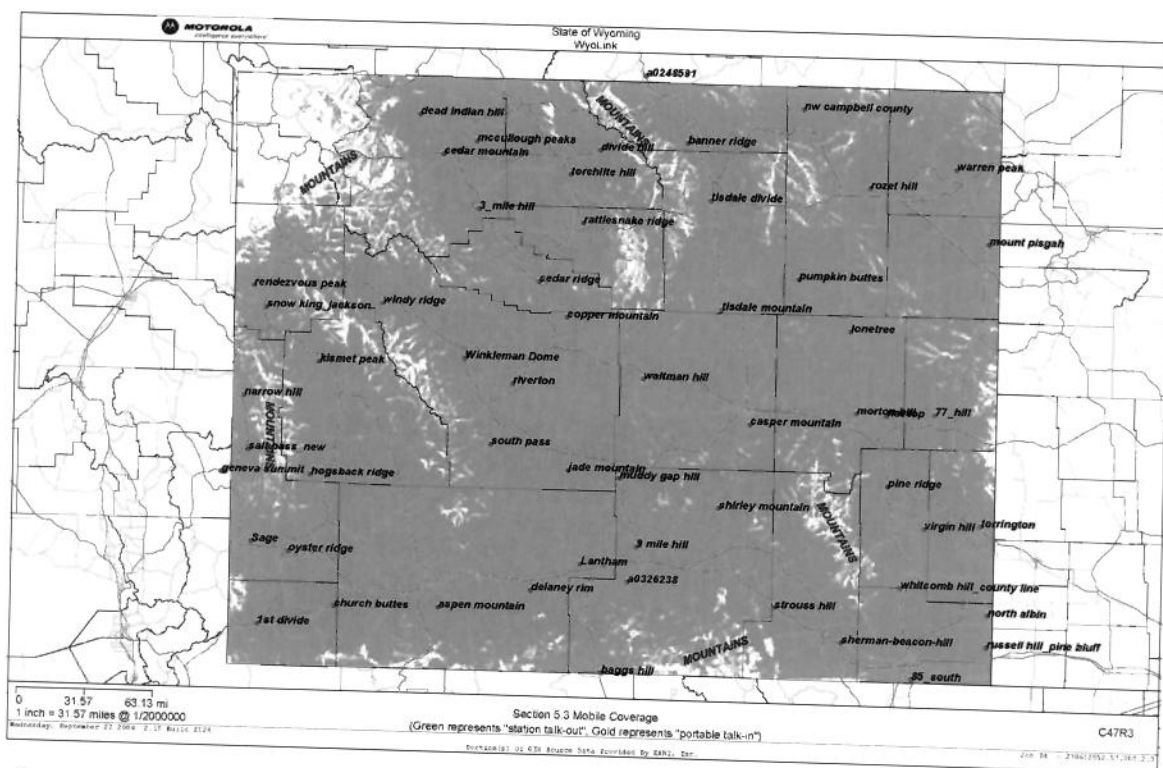 MOTOROLA
intelligence everywhere
State of Wyoming
WyoLink
a0248591
dead indian hill
MOUNTAINS
nw campbell county
mccullough peaks
cedar mountain
divide hill
banner ridge
MOUNTAINS
torchlite hill
warren peak
tisdale divide
rozet hill
3_mile hill
rattlesnake ridge
mount pisgah
rendezvous peak
cedar ridge
pumpkin buttes
snow king_jackson
windy ridge
copper mountain
tisdale mountain
lonetree
kismet peak
Winkleman Dome
riverton
waltman hill
narrow hill
MOUNTAINS
casper mountain
77_hill
salt pass_new
south pass
geneva summit
hogsback ridge
jade mountain
muddy gap hill
pine ridge
shirley mountain
MOUNTAINS
virgin hill
torrington
Sage
oyster ridge
9 mile hill
Lantham
a0326238
delaney rim
whitcomb hill_county line
church buttes
aspen mountain
strouss hill
north albin
1st divide
MOUNTAINS
sherman-beacon-hill
russell hill_pine bluff
baggs hill
85_south
0 31.57 63.13 mi
1 inch = 31.57 miles @ 1/2000000
Section 5.3 Mobile Coverage
(Green represents "station talk-out", Gold represents "portable talk-in")
C47R3